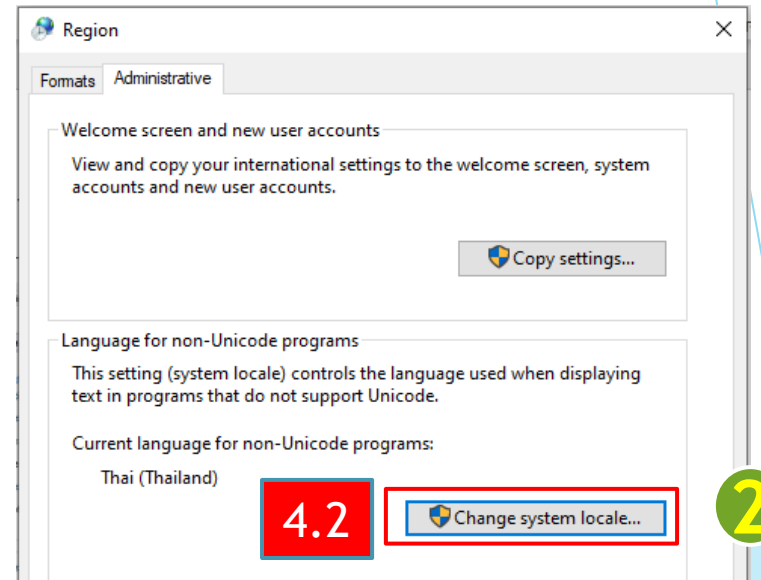 Region
Formats Administrative
Welcome screen and new user accounts
View and copy your international settings to the welcome screen, system
accounts and new user accounts.
Copy settings...
Language for non-Unicode programs
This setting (system locale) controls the language used when displaying
text in programs that do not support Unicode.
Current language for non-Unicode programs:
Thai (Thailand)
4.2
Change system locale...
2